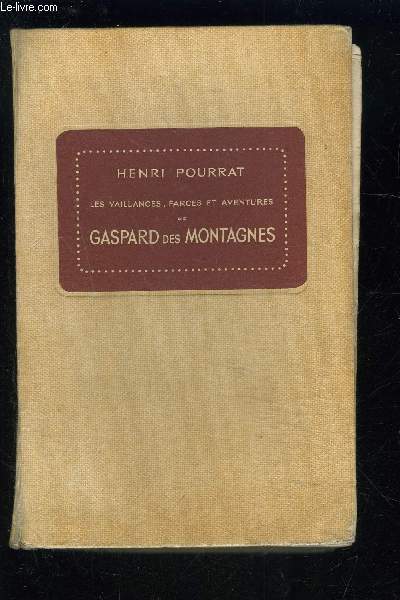 Le-livre.com
HENRI POURRAT
LES VAILLANCES, FARCES ET AVENTURES
DE
GASPARD DES MONTAGNES